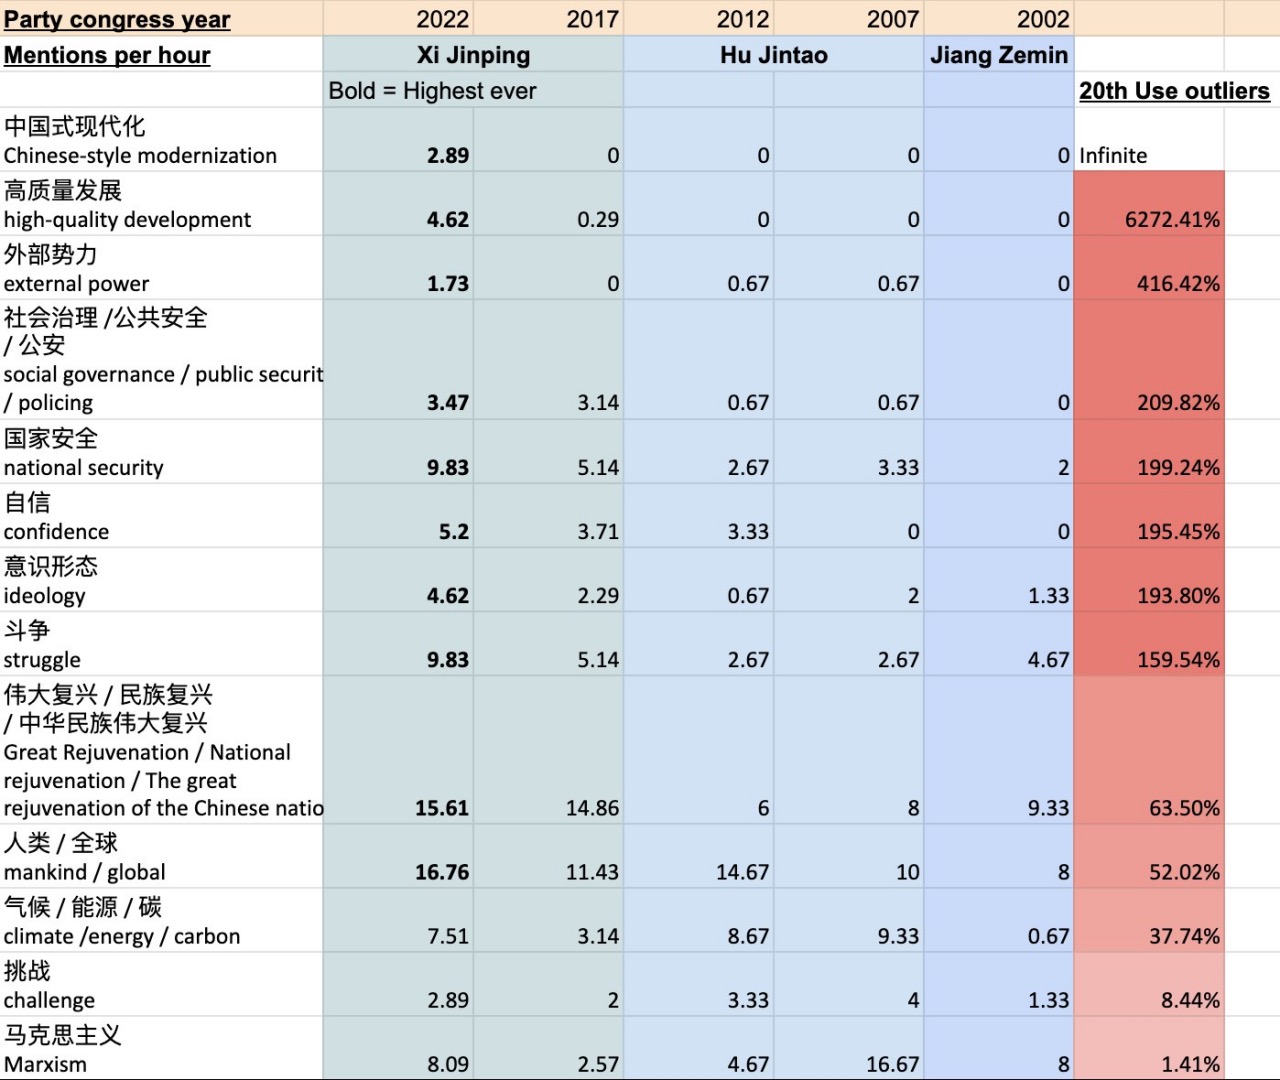 Party congress year 2022 2017 2012 2007 2002
Mentions per hour Xi Jinping Hu Jintao Jiang Zemin
Bold = Highest ever 20th Use outliers
中国式现代化
Chinese-style modernization 2.89 0 0 0 0 Infinite
高质量发展
high-quality development 4.62 0.29 0 0 0 6272.41%
外部势力
external power 1.73 0 0.67 0.67 0 416.42%
社会治理 /公共安全
/ 公安
social governance / public securit
/ policing 3.47 3.14 0.67 0.67 0 209.82%
国家安全
national security 9.83 5.14 2.67 3.33 2 199.24%
自信
confidence 5.2 3.71 3.33 0 0 195.45%
意识形态
ideology 4.62 2.29 0.67 2 1.33 193.80%
斗争
struggle 9.83 5.14 2.67 2.67 4.67 159.54%
伟大复兴 / 民族复兴
/ 中华民族伟大复兴
Great Rejuvenation / National
rejuvenation / The great
rejuvenation of the Chinese natio 15.61 14.86 6 8 9.33 63.50%
人类 / 全球
mankind / global 16.76 11.43 14.67 10 8 52.02%
气候 / 能源 / 碳
climate /energy / carbon 7.51 3.14 8.67 9.33 0.67 37.74%
挑战
challenge 2.89 2 3.33 4 1.33 8.44%
马克思主义
Marxism 8.09 2.57 4.67 16.67 8 1.41%